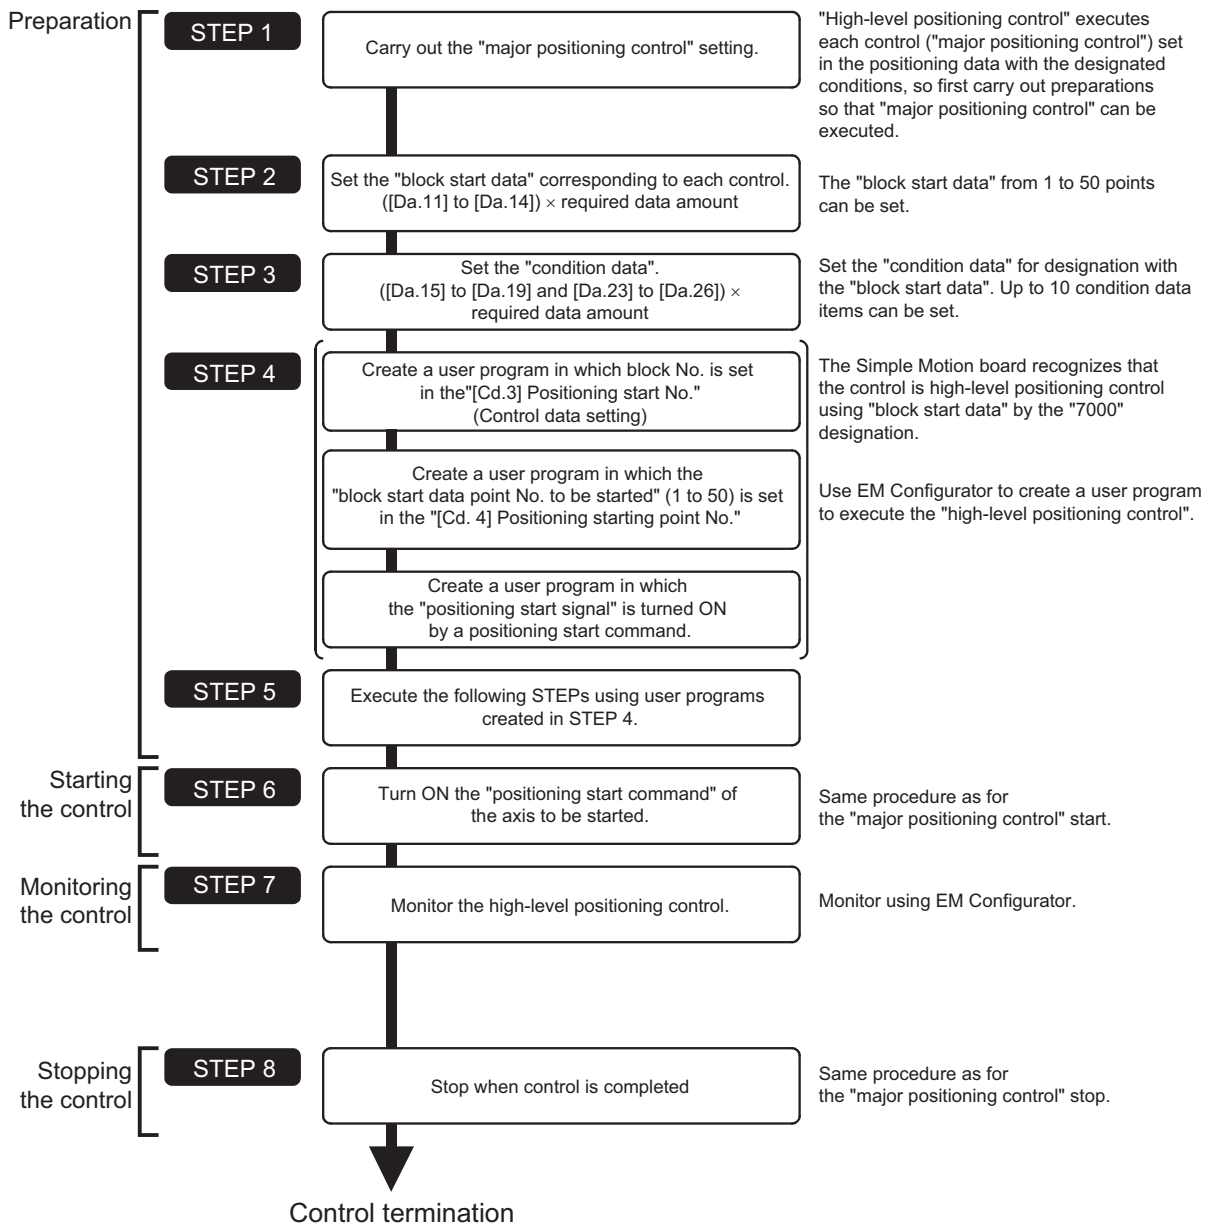 Preparation
STEP 1
Carry out the "major positioning control" setting.
"High-level positioning control" executes
each control ("major positioning control") set
in the positioning data with the designated
conditions, so first carry out preparations
so that "major positioning control" can be
executed.
STEP 2
Set the "block start data" corresponding to each control.
([Da.11] to [Da.14]) × required data amount
The "block start data" from 1 to 50 points
can be set.
STEP 3
Set the "condition data".
([Da.15] to [Da.19] and [Da.23] to [Da.26]) ×
required data amount
Set the "condition data" for designation with
the "block start data". Up to 10 condition data
items can be set.
STEP 4
Create a user program in which block No. is set
in the"[Cd.3] Positioning start No."
(Control data setting)
The Simple Motion board recognizes that
the control is high-level positioning control
using "block start data" by the "7000"
designation.
Create a user program in which the
"block start data point No. to be started" (1 to 50) is set
in the "[Cd. 4] Positioning starting point No."
Use EM Configurator to create a user program
to execute the "high-level positioning control".
Create a user program in which
the "positioning start signal" is turned ON
by a positioning start command.
STEP 5
Execute the following STEPs using user programs
created in STEP 4.
Starting
the control
STEP 6
Turn ON the "positioning start command" of
the axis to be started.
Same procedure as for
the "major positioning control" start.
Monitoring
the control
STEP 7
Monitor the high-level positioning control.
Monitor using EM Configurator.
Stopping
the control
STEP 8
Stop when control is completed
Same procedure as for
the "major positioning control" stop.
Control termination